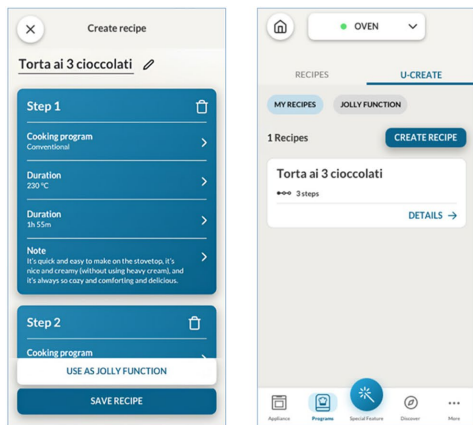 Create recipe
Torta ai 3 cioccolati
Step 1
Cooking program
Conventional
Duration
230 °C
Duration
1h 55m
Note
It's quick and easy to make on the stovetop, it's
nice and creamy (without using heavy cream), and
it's always so cozy and comforting and delicious.
Step 2
Cooking program
USE AS JOLLY FUNCTION
SAVE RECIPE
OVEN
RECIPES
U-CREATE
MY RECIPES
JOLLY FUNCTION
1 Recipes
CREATE RECIPE
Torta ai 3 cioccolati
3 steps
DETAILS
Appliance
Programs
Special Feature
Discover
More